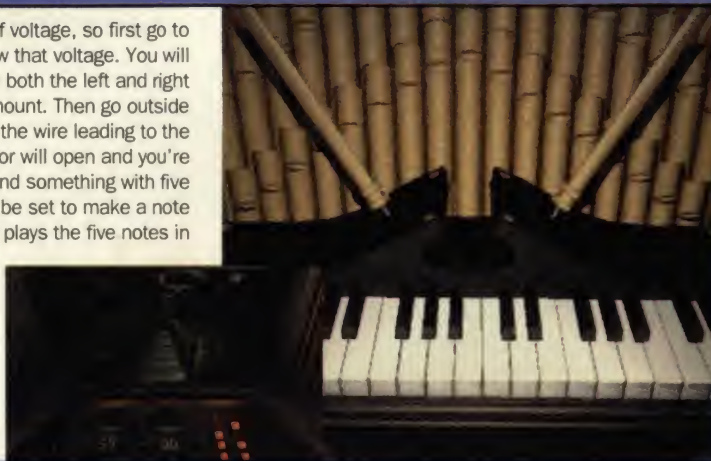 f voltage, so first go to
w that voltage. You will
both the left and right
nount. Then go outside
the wire leading to the
or will open and you're
nd something with five
be set to make a note
plays the five notes in
59